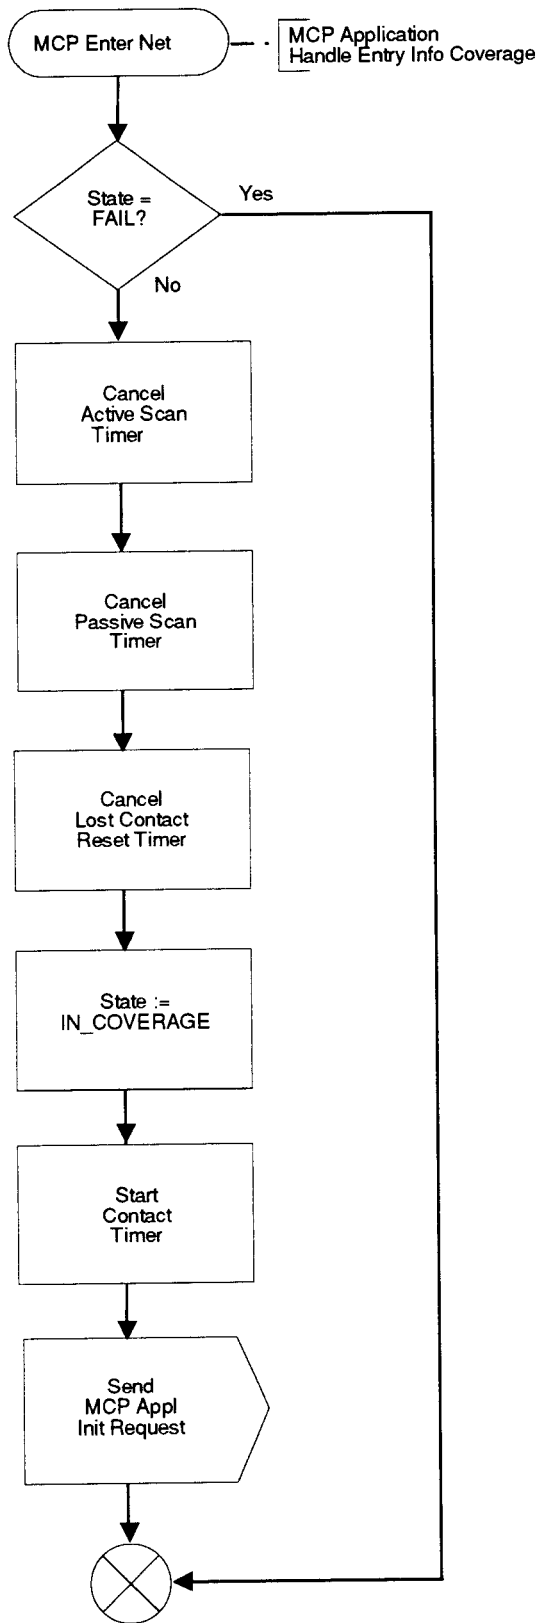 MCP Enter Net
MCP Application
Handle Entry Info Coverage
State =
FAIL?
Yes
No
Cancel
Active Scan
Timer
Cancel
Passive Scan
Timer
Cancel
Lost Contact
Reset Timer
State :=
IN_COVERAGE
Start
Contact
Timer
Send
MCP Appl
Init Request